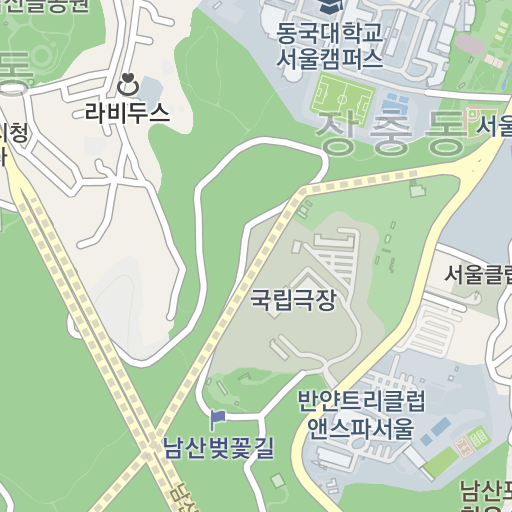 동국대학교
서울캠퍼스
라비두스
장충동
동
국립극장
서울클럽
반얀트리클럽
앤스파서울
남산벚꽃길